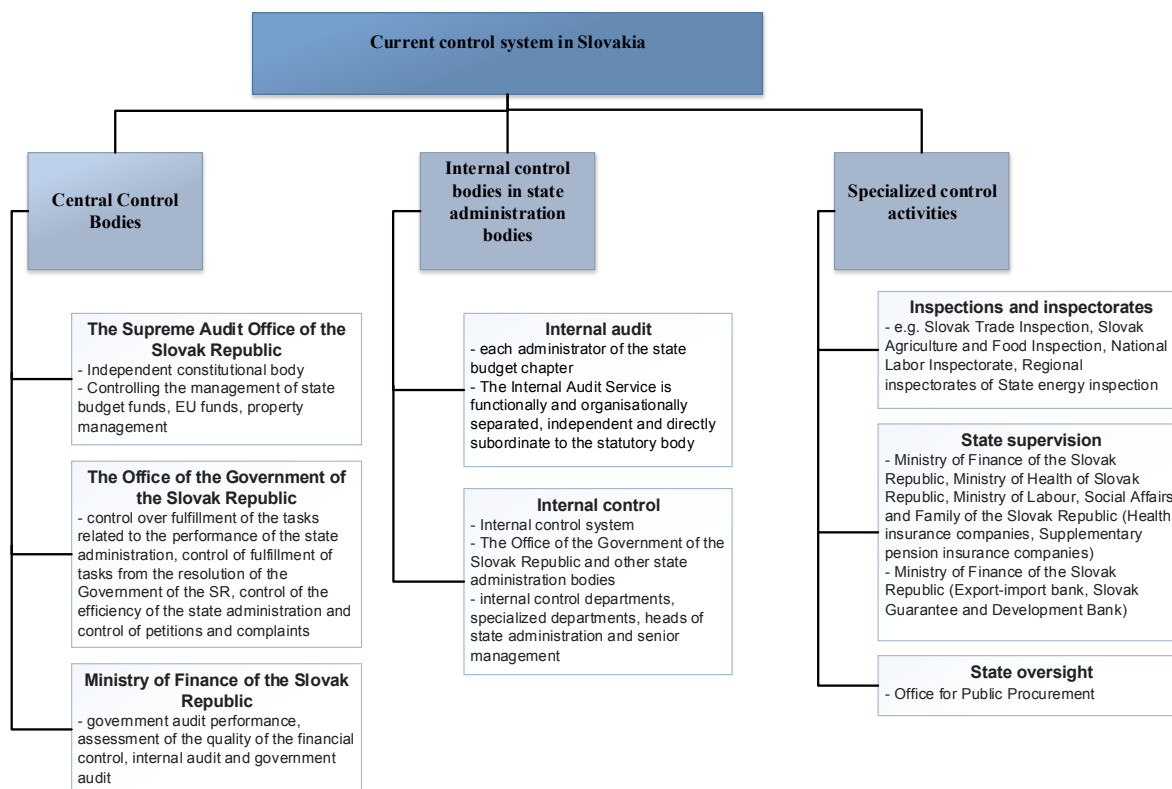 Current control system in Slovakia
Central Control
Bodies
The Supreme Audit Office of the
Slovak Republic
- Independent constitutional body
- Controlling the management of state
budget funds, EU funds, property
management
The Office of the Government of
the Slovak Republic
- control over fulfillment of the tasks
related to the performance of the state
administration, control of fulfillment of
tasks from the resolution of the
Government of the SR, control of the
efficiency of the state administration and
control of petitions and complaints
Ministry of Finance of the Slovak
Republic
- government audit performance,
assessment of the quality of the financial
control, internal audit and government
audit
Internal control
bodies in state
administration
bodies
Internal audit
- each administrator of the state
budget chapter
- The Internal Audit Service is
functionally and organisationally
separated, independent and directly
subordinate to the statutory body
Internal control
- Internal control system
- The Office of the Government of the
Slovak Republic and other state
administration bodies
- internal control departments,
specialized departments, heads of
state administration and senior
management
Specialized control
activities
Inspections and inspectorates
- e.g. Slovak Trade Inspection, Slovak
Agriculture and Food Inspection, National
Labor Inspectorate, Regional
inspectorates of State energy inspection
State supervision
- Ministry of Finance of the Slovak
Republic, Ministry of Health of Slovak
Republic, Ministry of Labour, Social Affairs
and Family of the Slovak Republic (Health
insurance companies, Supplementary
pension insurance companies)
- Ministry of Finance of the Slovak
Republic (Export-import bank, Slovak
Guarantee and Development Bank)
State oversight
- Office for Public Procurement